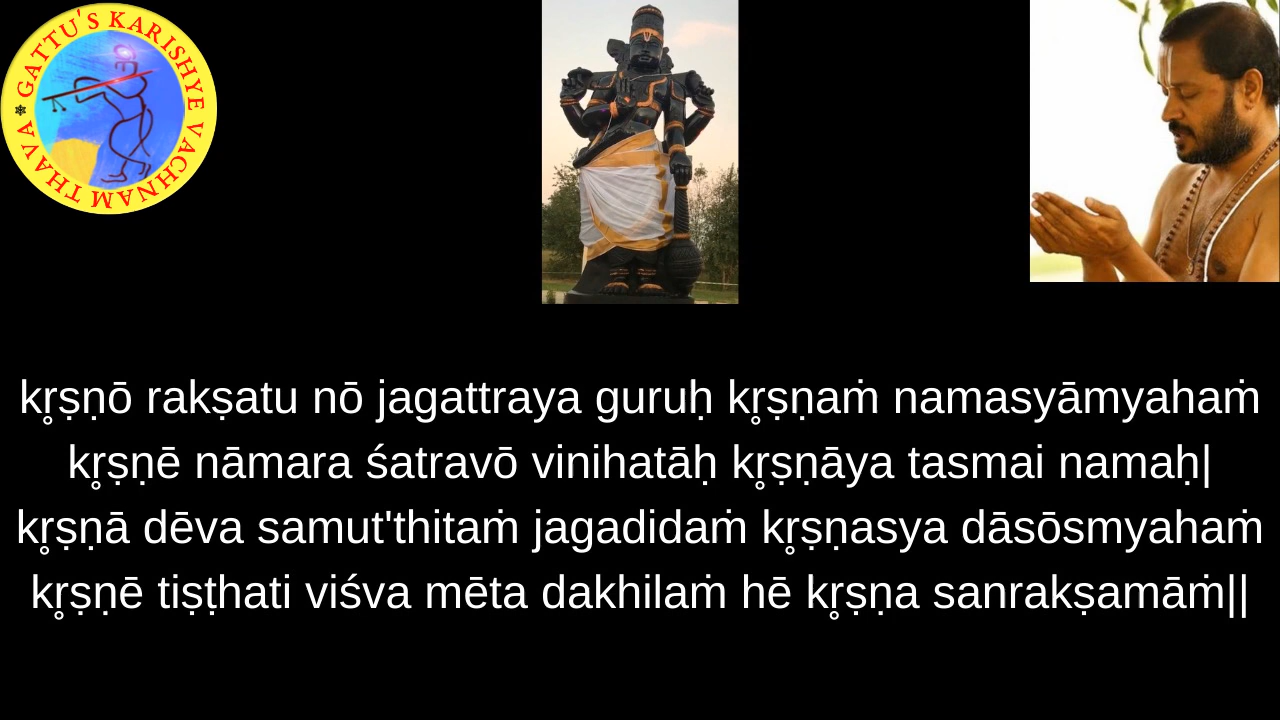 GATTU'S KARISHYE VACHNAM THAVA
kr̥ṣṇō rakṣatu nō jagattraya guruḥ kr̥ṣṇaṁ namasyāmyahaṁ
kr̥ṣṇē nāmara śatravō vinihatāḥ kr̥ṣṇāya tasmai namaḥ|
kr̥ṣṇā dēva samut'thitaṁ jagadidaṁ kr̥ṣṇasya dāsōsmyahaṁ
kr̥ṣṇē tiṣṭhati viśva mēta dakhilaṁ hē kr̥ṣṇa sanrakṣamāṁ||